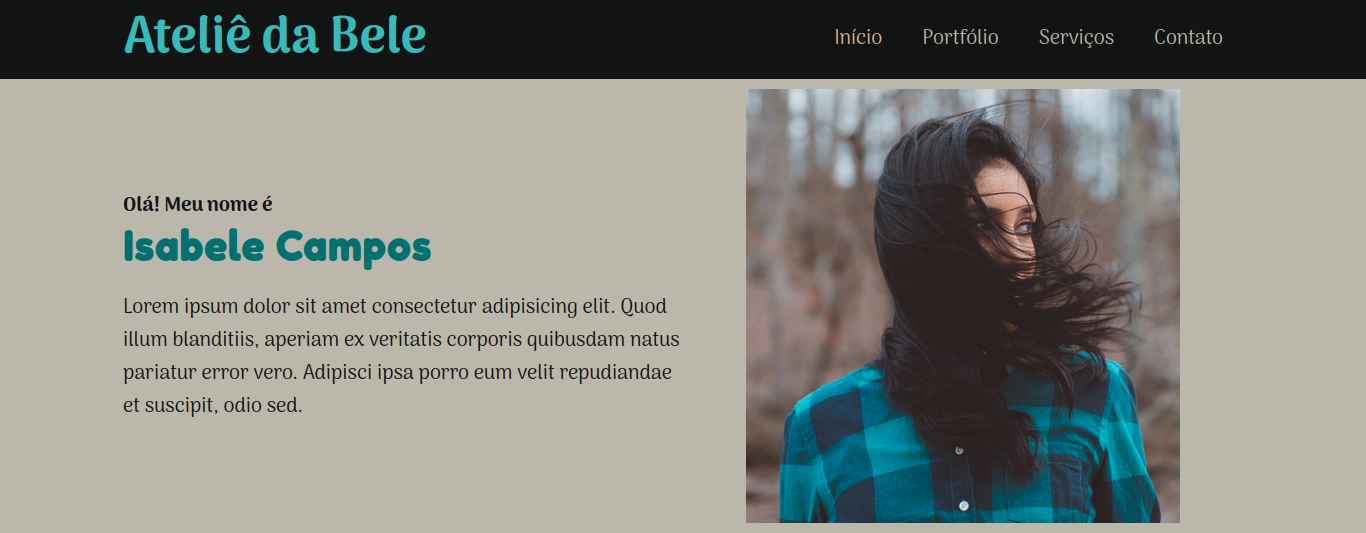 Ateliê da Bele
Início Portfólio Serviços Contato
Olá! Meu nome é
Isabele Campos
Lorem ipsum dolor sit amet consectetur adipisicing elit. Quod
illum blanditiis, aperiam ex veritatis corporis quibusdam natus
pariatur error vero. Adipisci ipsa porro eum velit repudiandae
et suscipit, odio sed.